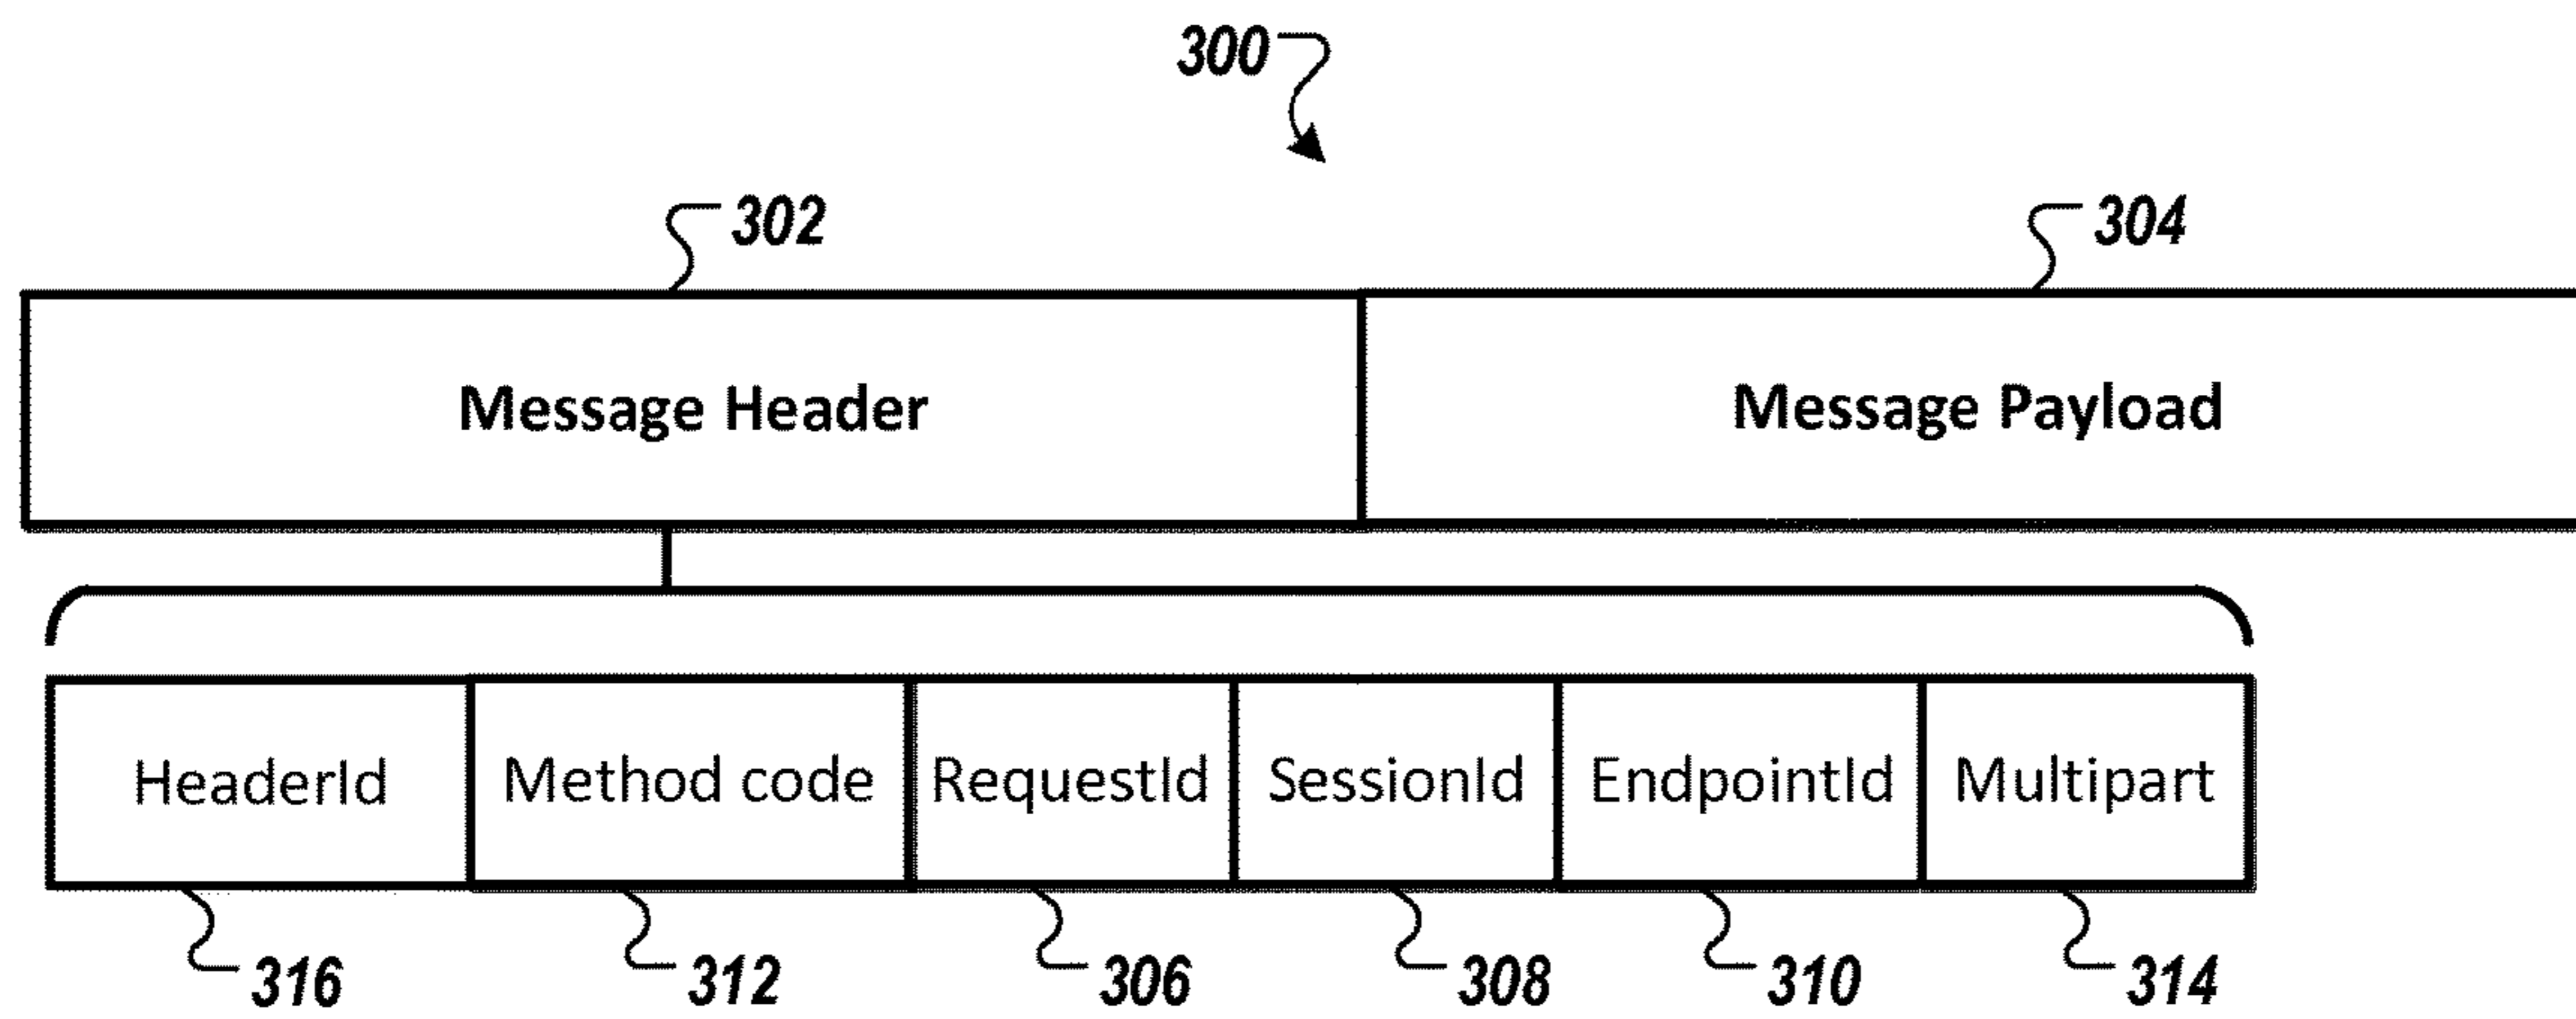 300
302
304
Message Header
Message Payload
HeaderId
Method code
RequestId
SessionId
EndpointId
Multipart
316
312
306
308
310
314